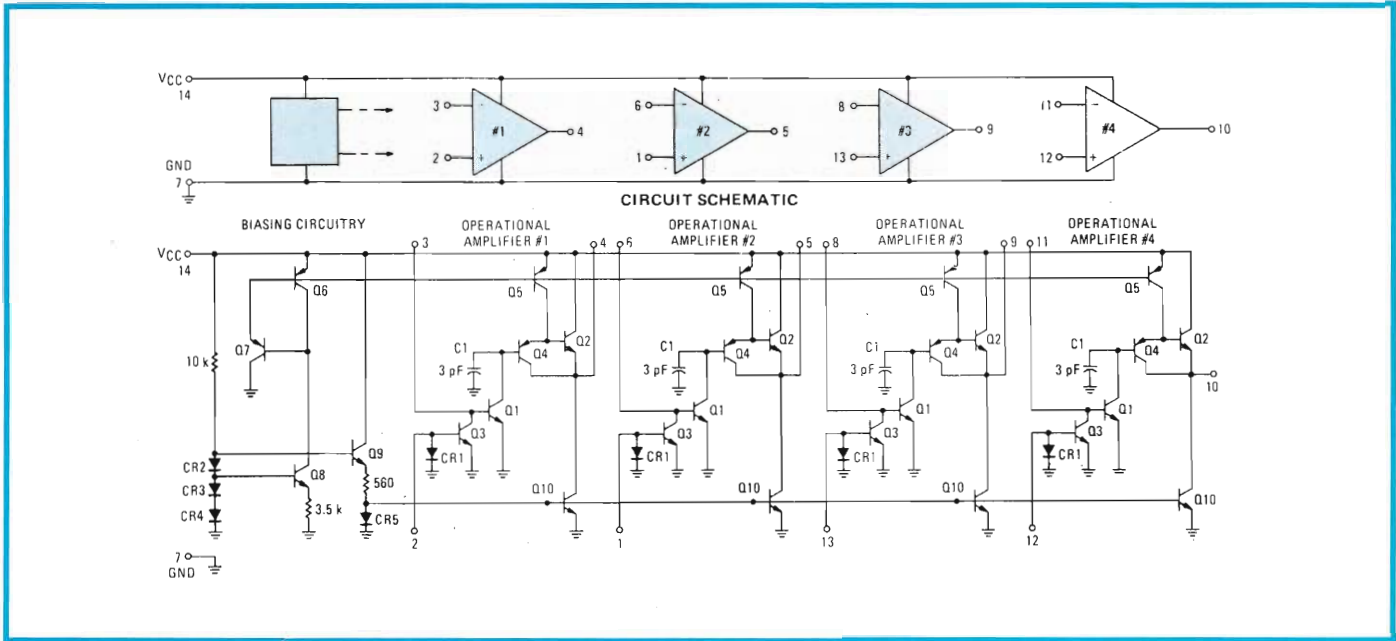 VCC
14
GND
7
3 -
2 +
#1
4
6 -
1 +
#2
5
8 -
13 +
#3
9
11 -
12 +
#4
10
CIRCUIT SCHEMATIC
BIASING CIRCUITRY
OPERATIONAL
AMPLIFIER #1
OPERATIONAL
AMPLIFIER #2
OPERATIONAL
AMPLIFIER #3
OPERATIONAL
AMPLIFIER #4
VCC
14
Q6
Q7
10 k
CR2
CR3
CR4
Q8
3.5 k
Q9
560
CR5
7
GND
3
4
Q5
Q2
Q4
C1
3 pF
Q1
Q3
CR1
Q10
2
6
5
Q5
Q2
Q4
C1
3 pF
Q1
Q3
CR1
Q10
1
8
9
Q5
Q2
Q4
C1
3 pF
Q1
Q3
CR1
Q10
13
11
Q5
Q2
Q4
C1
3 pF
10
Q1
Q3
CR1
Q10
12